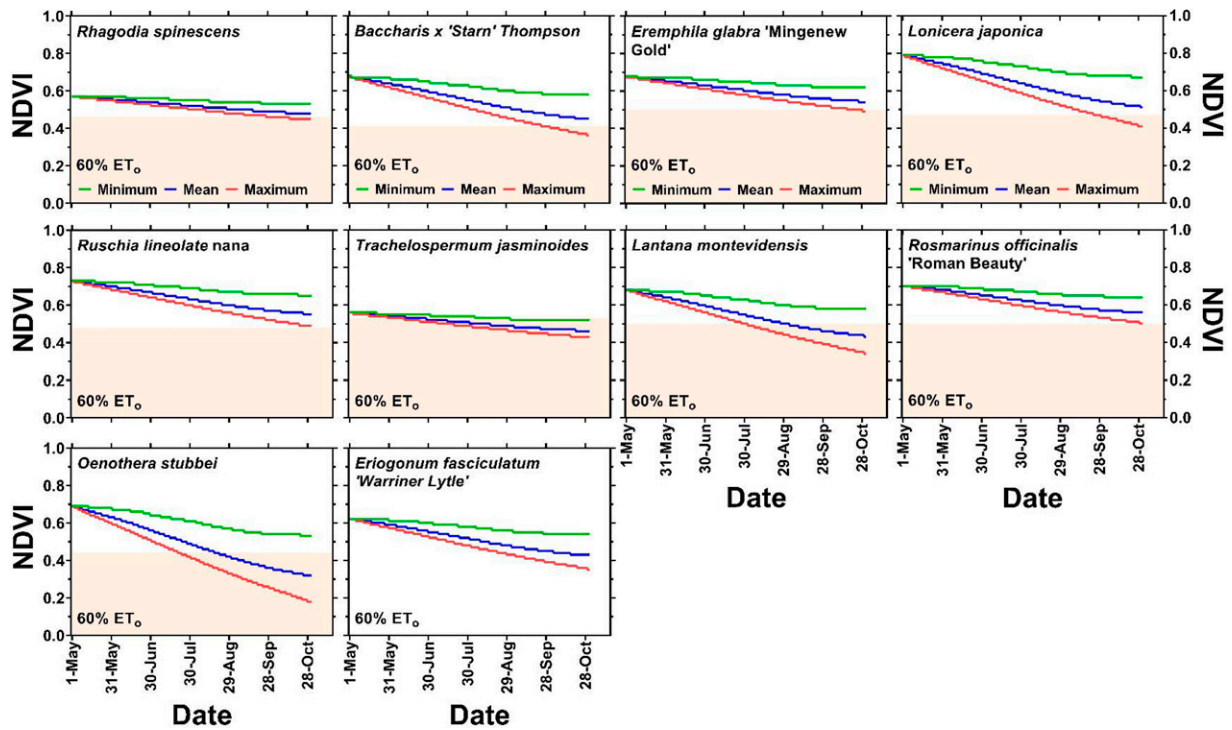 Rhagodia spinescens
Baccharis x 'Starn' Thompson
Eremphila glabra 'Mingenew
Gold'
Lonicera japonica
NDVI
1.0
0.8
0.6
0.4
0.2
0.0
60% ETo
Minimum Mean Maximum
60% ETo
Minimum Mean Maximum
60% ETo
Minimum Mean Maximum
60% ETo
Minimum Mean Maximum
1.0
0.8
0.6
0.4
0.2
0.0
NDVI
Ruschia lineolate nana
Trachelospermum jasminoides
Lantana montevidensis
Rosmarinus officinalis
'Roman Beauty'
NDVI
1.0
0.8
0.6
0.4
0.2
0.0
60% ETo
60% ETo
60% ETo
60% ETo
1.0
0.8
0.6
0.4
0.2
0.0
NDVI
1-May
31-May
30-Jun
30-Jul
29-Aug
28-Sep
28-Oct
Date
1-May
31-May
30-Jun
30-Jul
29-Aug
28-Sep
28-Oct
Date
Oenothera stubbei
Eriogonum fasciculatum
'Warriner Lytle'
NDVI
1.0
0.8
0.6
0.4
0.2
0.0
60% ETo
60% ETo
1-May
31-May
30-Jun
30-Jul
29-Aug
28-Sep
28-Oct
Date
1-May
31-May
30-Jun
30-Jul
29-Aug
28-Sep
28-Oct
Date